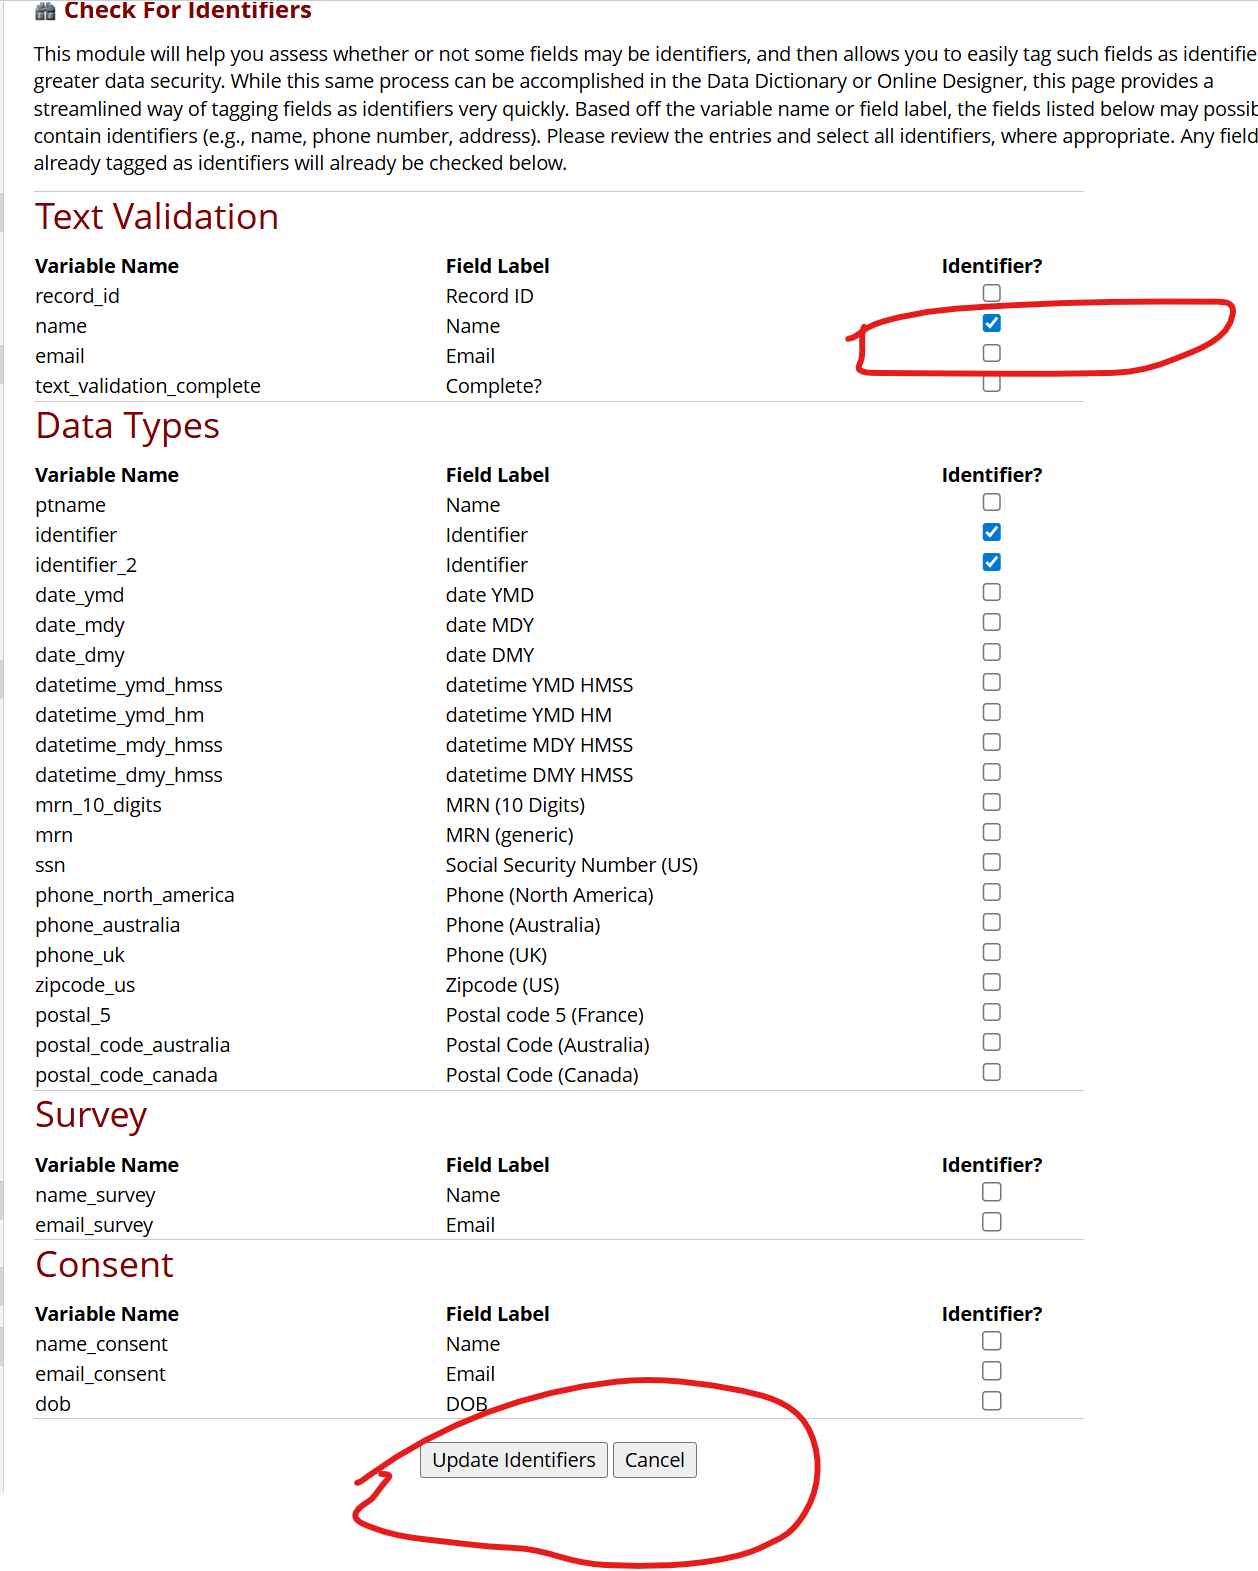 Check For Identifiers
This module will help you assess whether or not some fields may be identifiers, and then allows you to easily tag such fields as identifie
greater data security. While this same process can be accomplished in the Data Dictionary or Online Designer, this page provides a
streamlined way of tagging fields as identifiers very quickly. Based off the variable name or field label, the fields listed below may possib
contain identifiers (e.g., name, phone number, address). Please review the entries and select all identifiers, where appropriate. Any field
already tagged as identifiers will already be checked below.
Text Validation
Variable Name Field Label Identifier?
record_id Record ID
name Name
email Email
text_validation_complete Complete?
Data Types
Variable Name Field Label Identifier?
ptname Name
identifier Identifier
identifier_2 Identifier
date_ymd date YMD
date_mdy date MDY
date_dmy date DMY
datetime_ymd_hmss datetime YMD HMSS
datetime_ymd_hm datetime YMD HM
datetime_mdy_hmss datetime MDY HMSS
datetime_dmy_hmss datetime DMY HMSS
mrn_10_digits MRN (10 Digits)
mrn MRN (generic)
ssn Social Security Number (US)
phone_north_america Phone (North America)
phone_australia Phone (Australia)
phone_uk Phone (UK)
zipcode_us Zipcode (US)
postal_5 Postal code 5 (France)
postal_code_australia Postal Code (Australia)
postal_code_canada Postal Code (Canada)
Survey
Variable Name Field Label Identifier?
name_survey Name
email_survey Email
Consent
Variable Name Field Label Identifier?
name_consent Name
email_consent Email
dob DOB
Update Identifiers Cancel